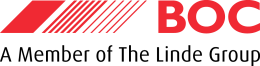 BOC
A Member of The Linde Group